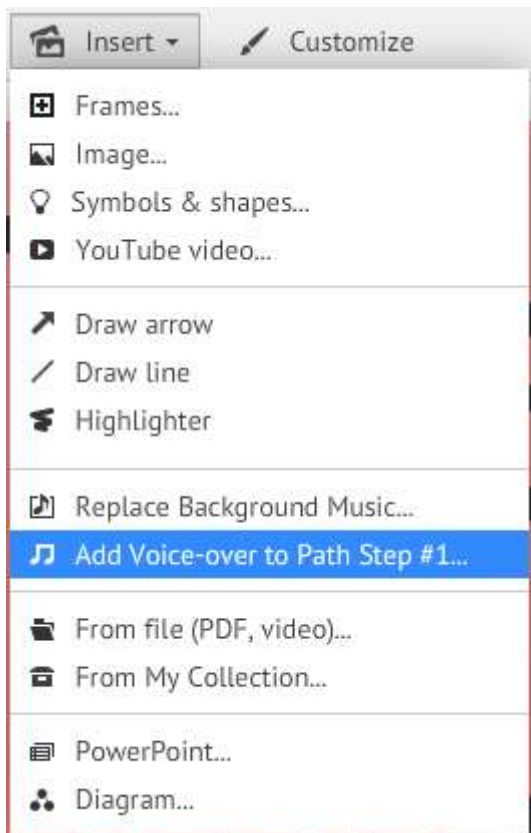 Insert Customize
Frames...
Image...
Symbols & shapes...
YouTube video...
Draw arrow
Draw line
Highlighter
Replace Background Music...
Add Voice-over to Path Step #1...
From file (PDF, video)...
From My Collection...
PowerPoint...
Diagram...